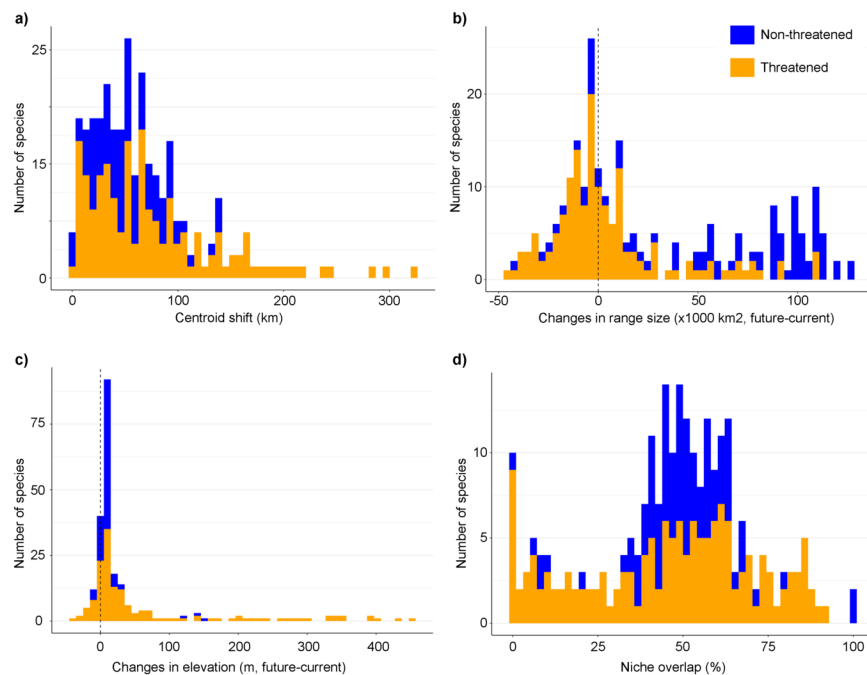 a)
25
15
0
Number of species
0
100
200
300
Centroid shift (km)
b)
Non-threatened
Threatened
20
10
0
Number of species
-50
0
50
100
Changes in range size (x1000 km2, future-current)
c)
75
50
25
0
Number of species
0
100
200
300
400
Changes in elevation (m, future-current)
d)
10
5
0
Number of species
0
25
50
75
100
Niche overlap (%)